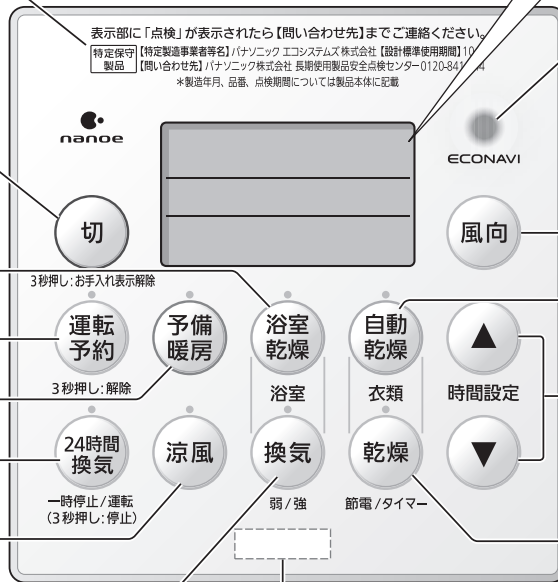 表示部に「点検」が表示されたら【問い合わせ先】までご連絡ください。
特定保守製品
【特定製造事業者等名】パナソニック エコシステムズ 株式会社 【設計標準使用期間】10
【問い合わせ先】パナソニック株式会社 長期使用製品安全点検センター 0120-841
＊製造年月、品番、点検期間については製品本体に記載
nanoe
ECONAVI
切
風向
3秒押し:お手入れ表示解除
運転
予約
予備
暖房
浴室
乾燥
自動
乾燥
▲
3秒押し:解除
浴室
衣類
時間設定
24時間
換気
涼風
換気
乾燥
▼
一時停止/運転
(3秒押し:停止)
弱/強
節電/タイマー